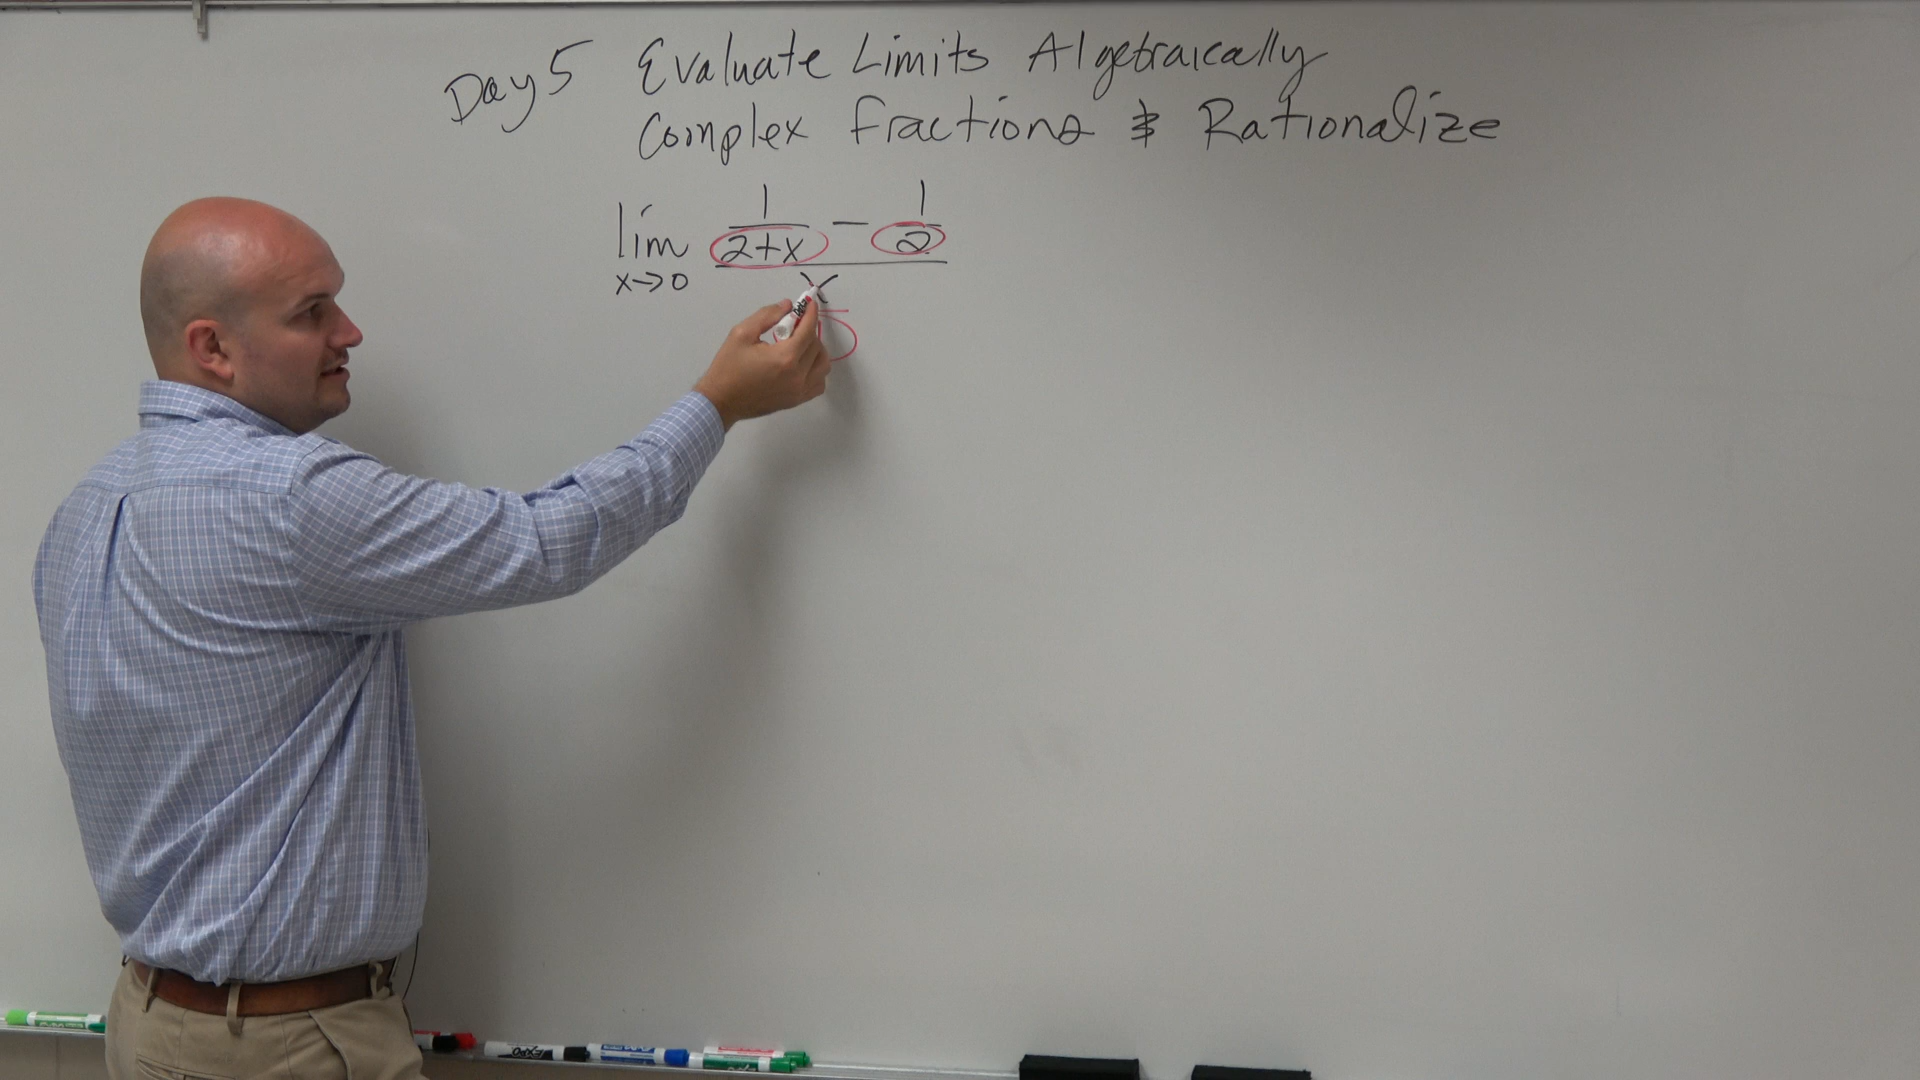 Day 5 Evaluate Limits Algebraically
Complex Fractions & Rationalize
lim x→0
1 1
2+x − 2
x
EXPO